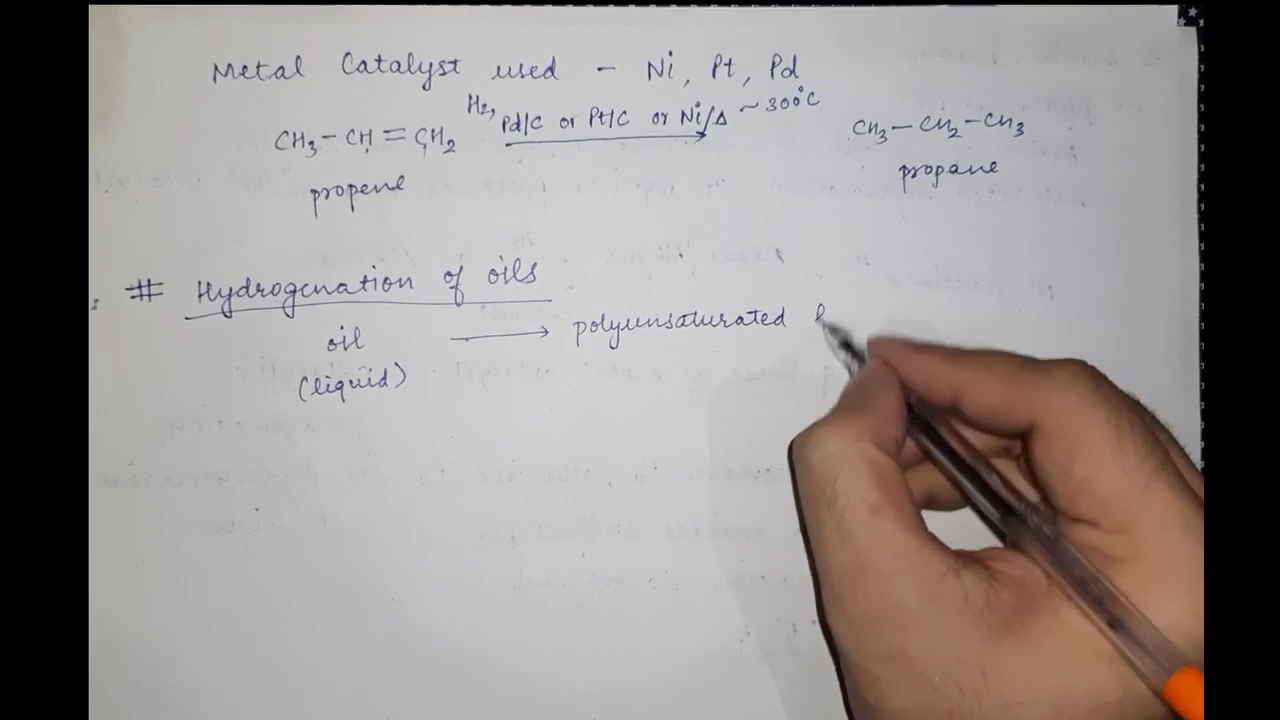 Metal Catalyst used - Ni, Pt, Pd
H2, Pd/C or Pt/C or Ni/Δ ~ 300°C
CH3-CH=CH2 → CH3-CH2-CH3
propene propane
# Hydrogenation of oils
oil → polyunsaturated
(liquid)